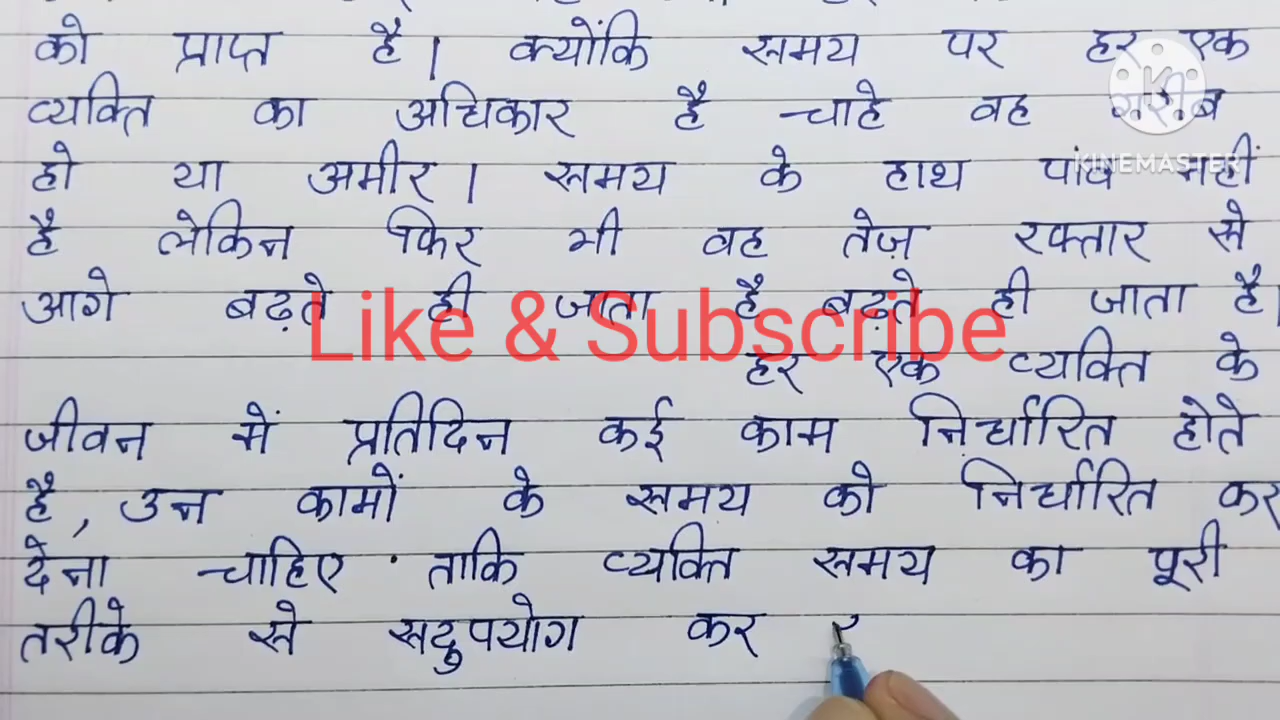 को प्राप्त है। क्योंकि समय पर हर एक
व्यक्ति का अधिकार है चाहे वह गरीब
हो या अमीर। समय के हाथ पांव नहीं
KINEMASTER
है लेकिन फिर भी वह तेज़ रफ्तार से
आगे बढ़ते ही जाता है बढ़ते ही जाता है।
Like & Subscribe
हर एक व्यक्ति के
जीवन में प्रतिदिन कई काम निर्धारित होते
है, उन कामों के समय को निर्धारित कर
देना चाहिए ताकि व्यक्ति समय का पूरी
तरीके से सदुपयोग कर